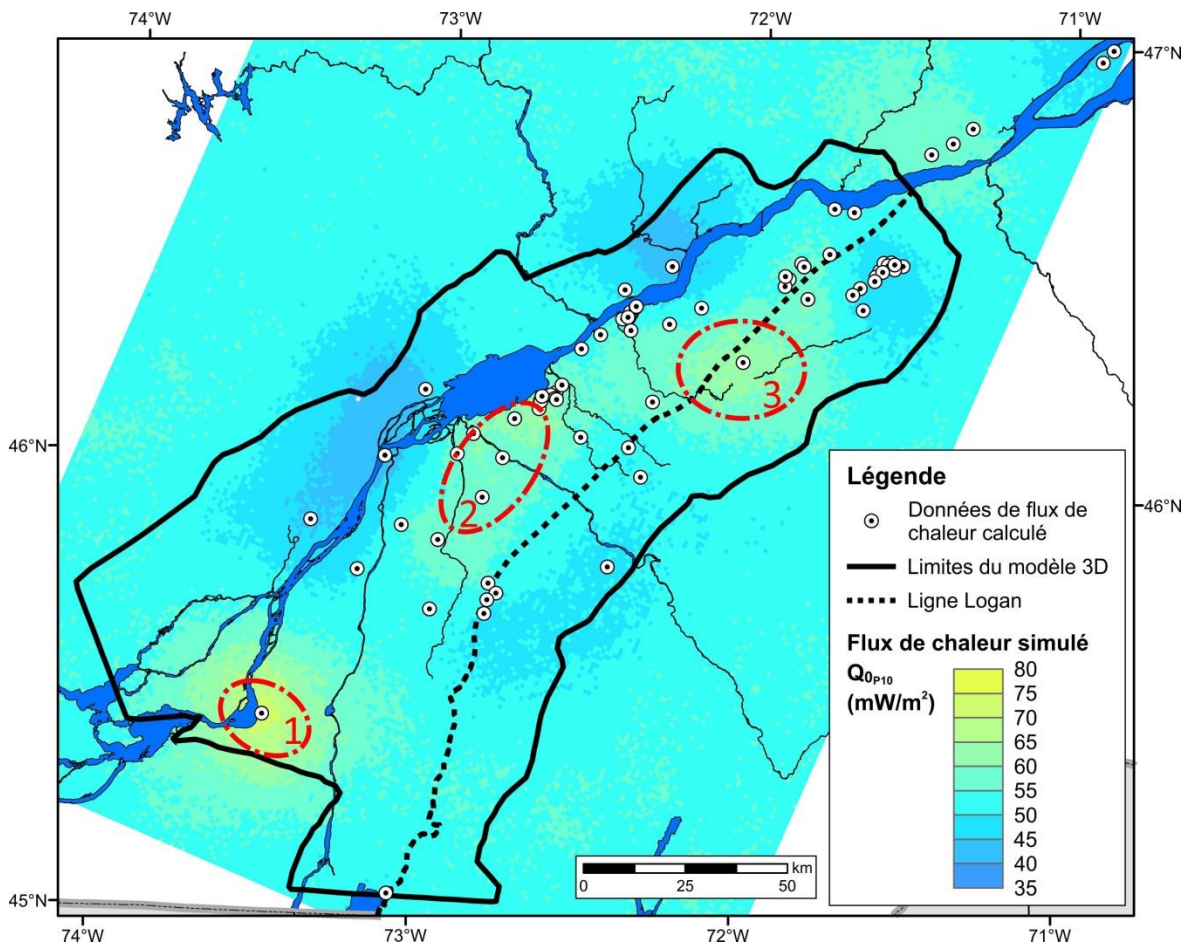 74°W
73°W
72°W
71°W
47°N
47°N
46°N
46°N
45°N
45°N
1
2
3
Légende
Données de flux de
chaleur calculé
Limites du modèle 3D
Ligne Logan
Flux de chaleur simulé
Q0P10
(mW/m²)
80
75
70
65
60
55
50
45
40
35
km
0
25
50
74°W
73°W
72°W
71°W